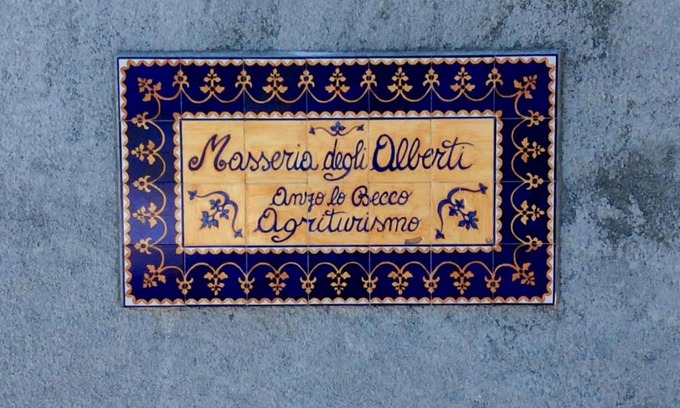 Masseria degli Alberti
Anzo lo Becco
Agriturismo